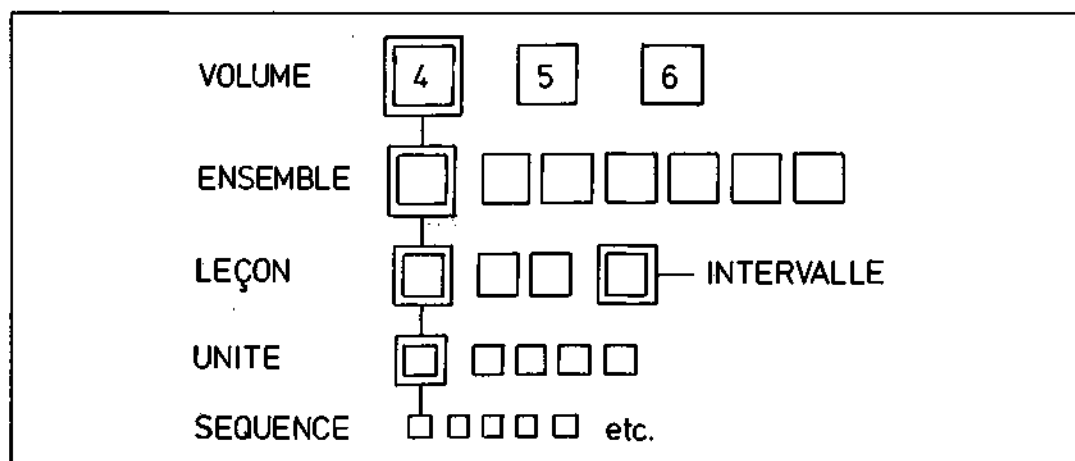 VOLUME 4 5 6
ENSEMBLE
LEÇON INTERVALLE
UNITE
SEQUENCE etc.